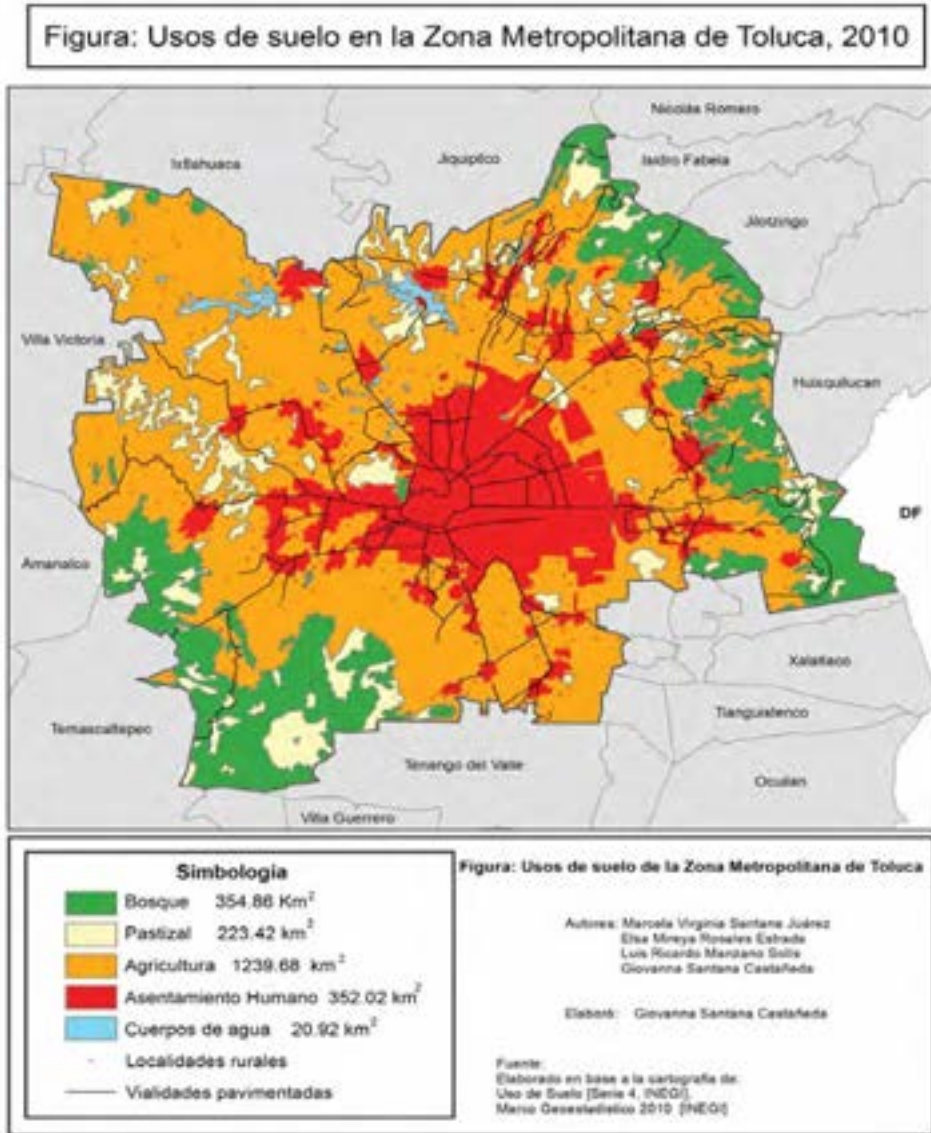 Figura: Usos de suelo en la Zona Metropolitana de Toluca, 2010
Nicolás Romero
Ixtlahuaca
Jiquipilco
Isidro Fabela
Jilotzingo
Villa Victoria
Huixquilucan
DF
Amanalco
Xalatlaco
Temascaltepec
Tianguistenco
Tenango del Valle
Ocuilan
Villa Guerrero
Simbología
Bosque 354.86 Km²
Pastizal 223.42 km²
Agricultura 1239.68 km²
Asentamiento Humano 352.02 km²
Cuerpos de agua 20.92 km²
Localidades rurales
Vialidades pavimentadas
Figura: Usos de suelo de la Zona Metropolitana de Toluca
Autores: Marcela Virginia Santana Juárez
Elsa Mireya Rosales Estrada
Luis Ricardo Manzano Solís
Giovanna Santana Castañeda
Elaboró: Giovanna Santana Castañeda
Fuente:
Elaborado en base a la cartografía de:
Uso de Suelo [Serie 4, INEGI],
Marco Geoestadístico 2010 [INEGI]